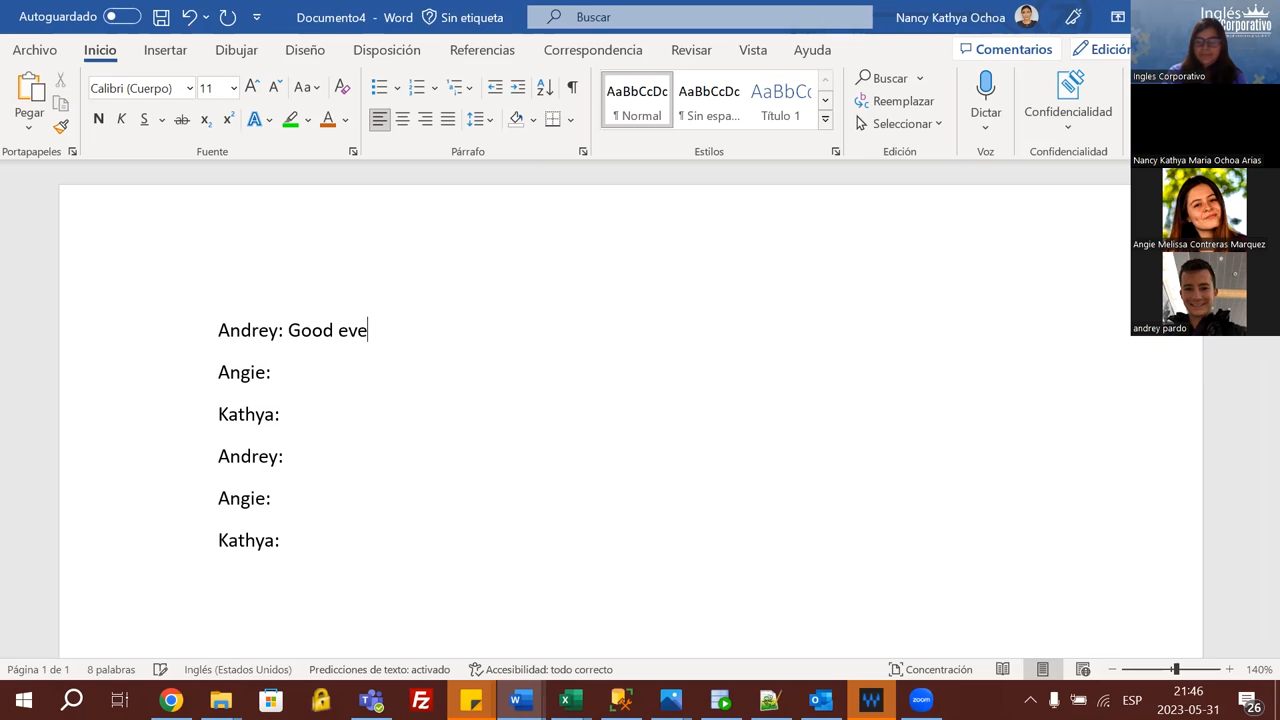 Autoguardado
Documento4 - Word
Sin etiqueta
Buscar
Nancy Kathya Ochoa
Archivo
Inicio
Insertar
Dibujar
Diseño
Disposición
Referencias
Correspondencia
Revisar
Vista
Ayuda
Comentarios
Edición
Pegar
Calibri (Cuerpo)
11
AaBbCcDc
AaBbCcDc
AaBbCc
¶ Normal
¶ Sin espa...
Título 1
Buscar
Reemplazar
Seleccionar
Dictar
Confidencialidad
Portapapeles
Fuente
Párrafo
Estilos
Edición
Voz
Confidencialidad
Inglés
Corporativo
Ingles Corporativo
Nancy Kathya Maria Ochoa Arias
Angie Melissa Contreras Marquez
andrey pardo
Andrey: Good eve
Angie:
Kathya:
Andrey:
Angie:
Kathya:
Página 1 de 1
8 palabras
Inglés (Estados Unidos)
Predicciones de texto: activado
Accesibilidad: todo correcto
Concentración
140%
ESP
21:46
2023-05-31
26